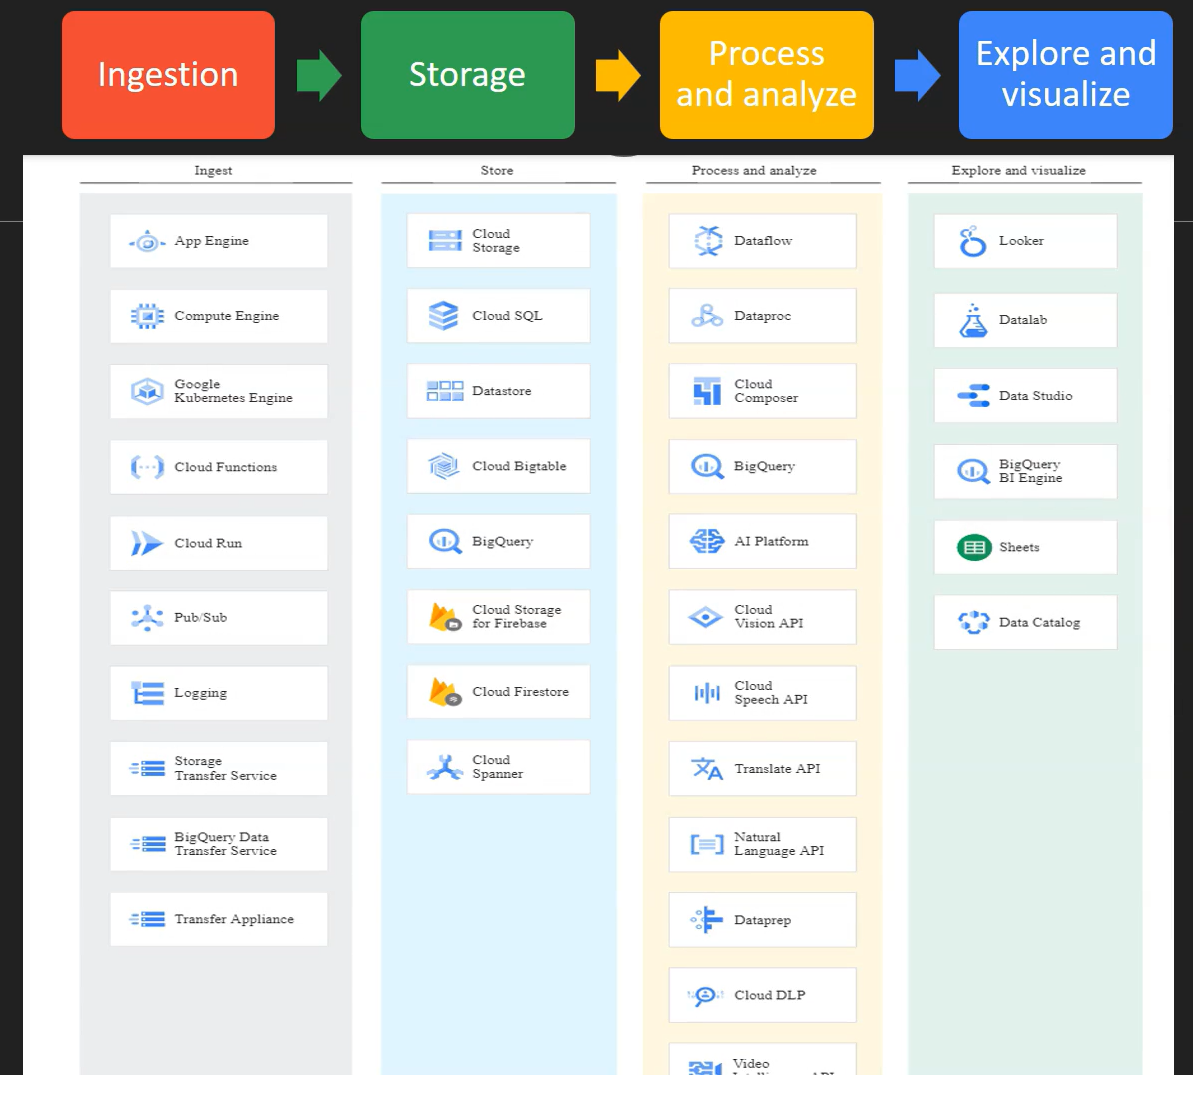 Ingestion
Storage
Process
and analyze
Explore and
visualize
Ingest
App Engine
Compute Engine
Google
Kubernetes Engine
Cloud Functions
Cloud Run
Pub/Sub
Logging
Storage
Transfer Service
BigQuery Data
Transfer Service
Transfer Appliance
Store
Cloud
Storage
Cloud SQL
Datastore
Cloud Bigtable
BigQuery
Cloud Storage
for Firebase
Cloud Firestore
Cloud
Spanner
Process and analyze
Dataflow
Dataproc
Cloud
Composer
BigQuery
AI Platform
Cloud
Vision API
Cloud
Speech API
Translate API
Natural
Language API
Dataprep
Cloud DLP
Video
Explore and visualize
Looker
Datalab
Data Studio
BigQuery
BI Engine
Sheets
Data Catalog